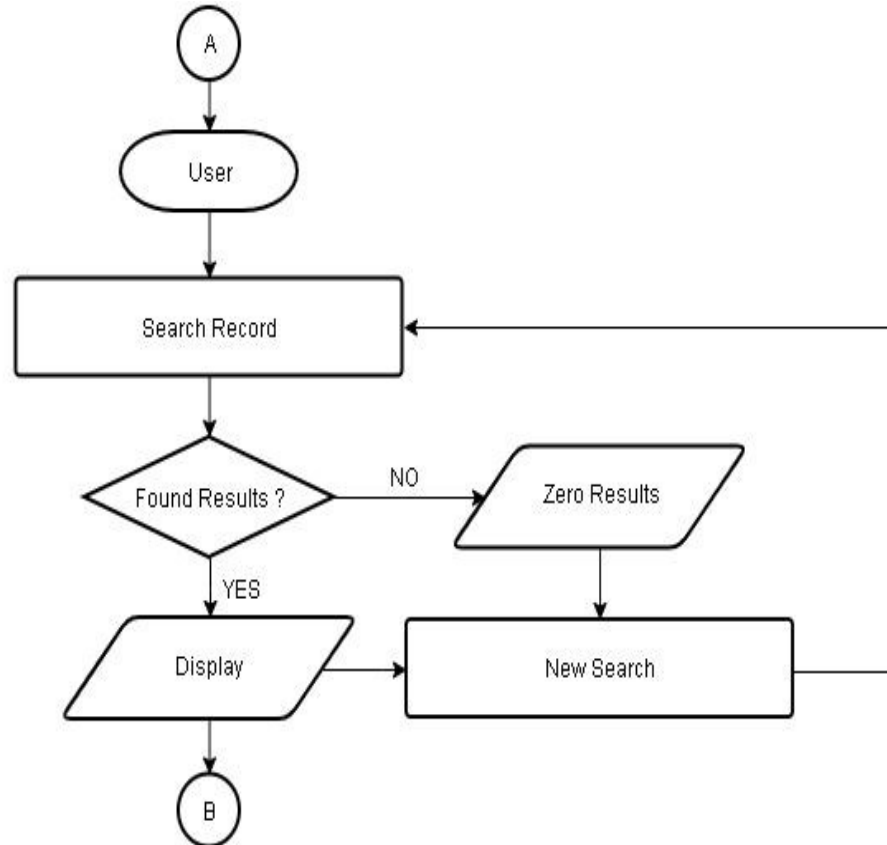 A
User
Search Record
Found Results ?
NO
Zero Results
YES
Display
New Search
B